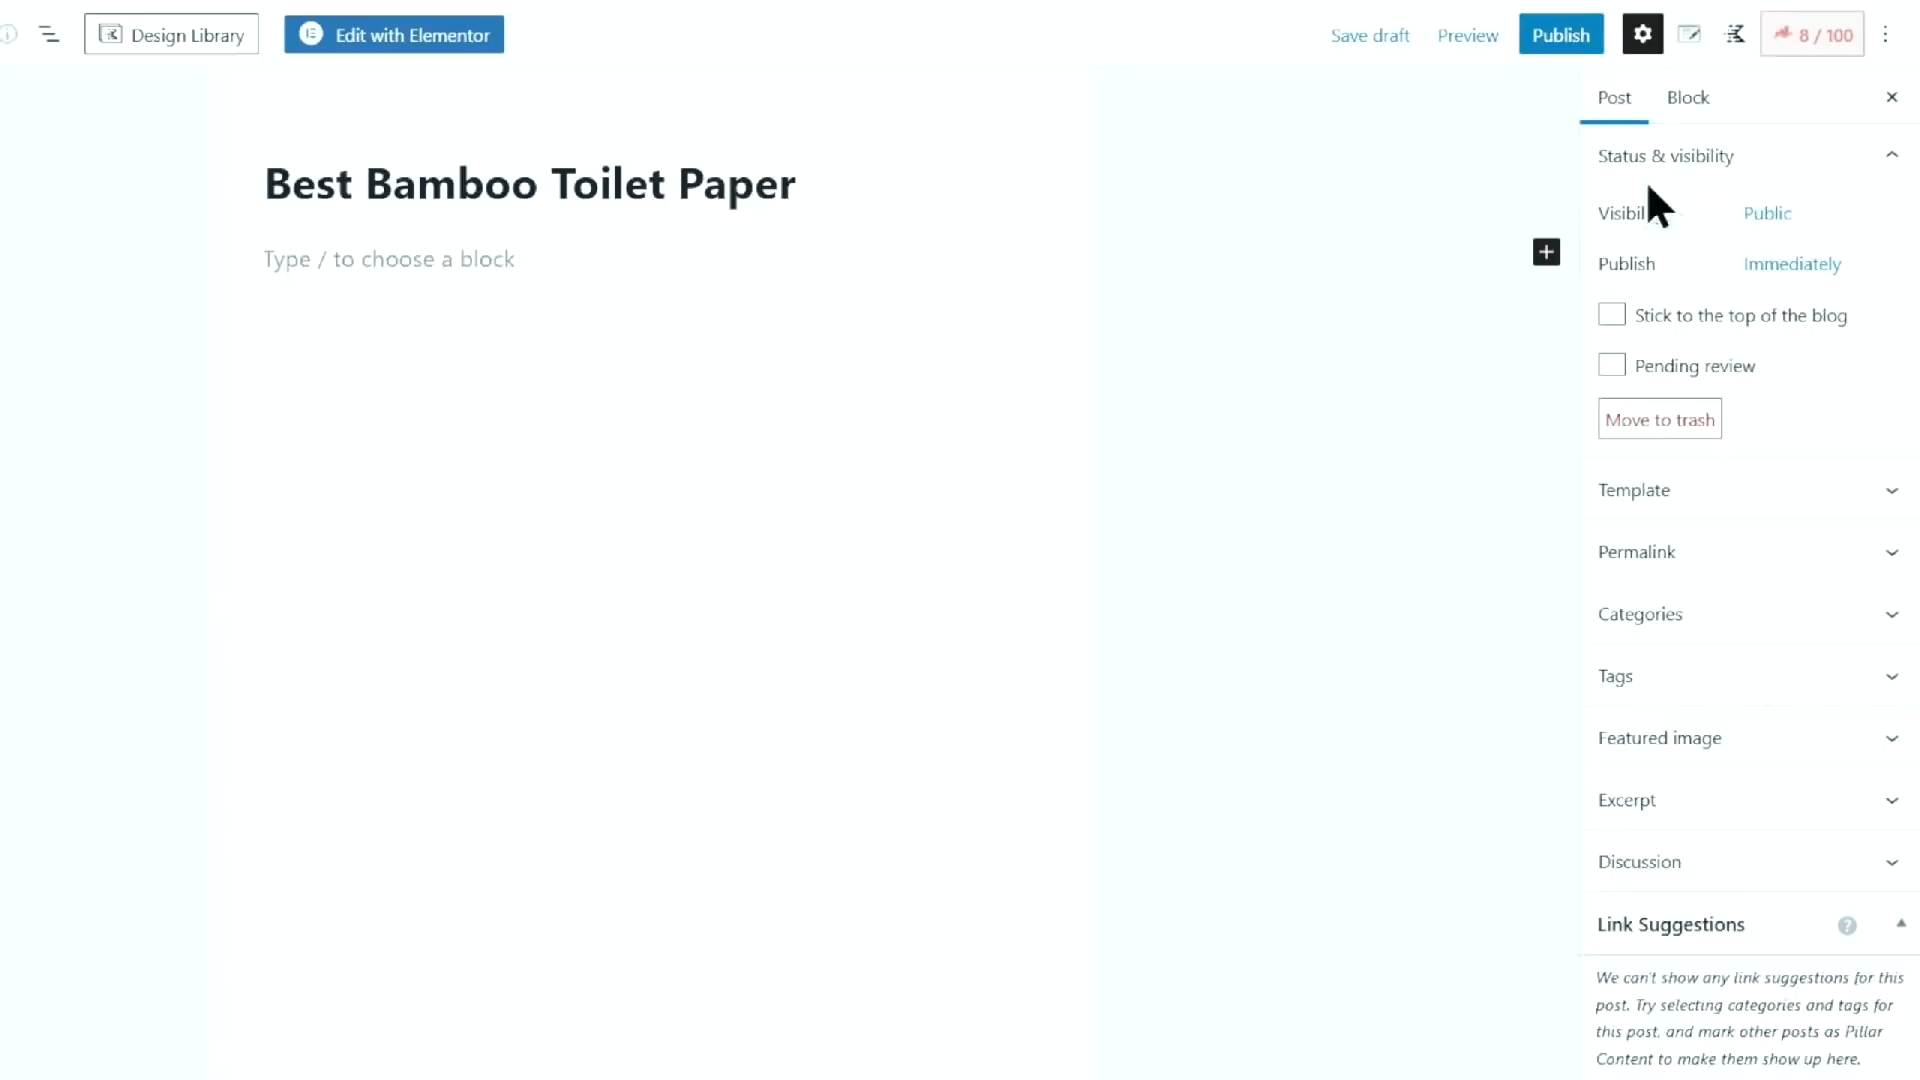 Design Library
Edit with Elementor
Save draft
Preview
Publish
8 / 100
Post
Block
Status & visibility
Public
Publish
Immediately
Stick to the top of the blog
Pending review
Move to trash
Template
Permalink
Categories
Tags
Featured image
Excerpt
Discussion
Link Suggestions
?
We can't show any link suggestions for this
post. Try selecting categories and tags for
this post, and mark other posts as Pillar
Content to make them show up here.
Best Bamboo Toilet Paper
Type / to choose a block